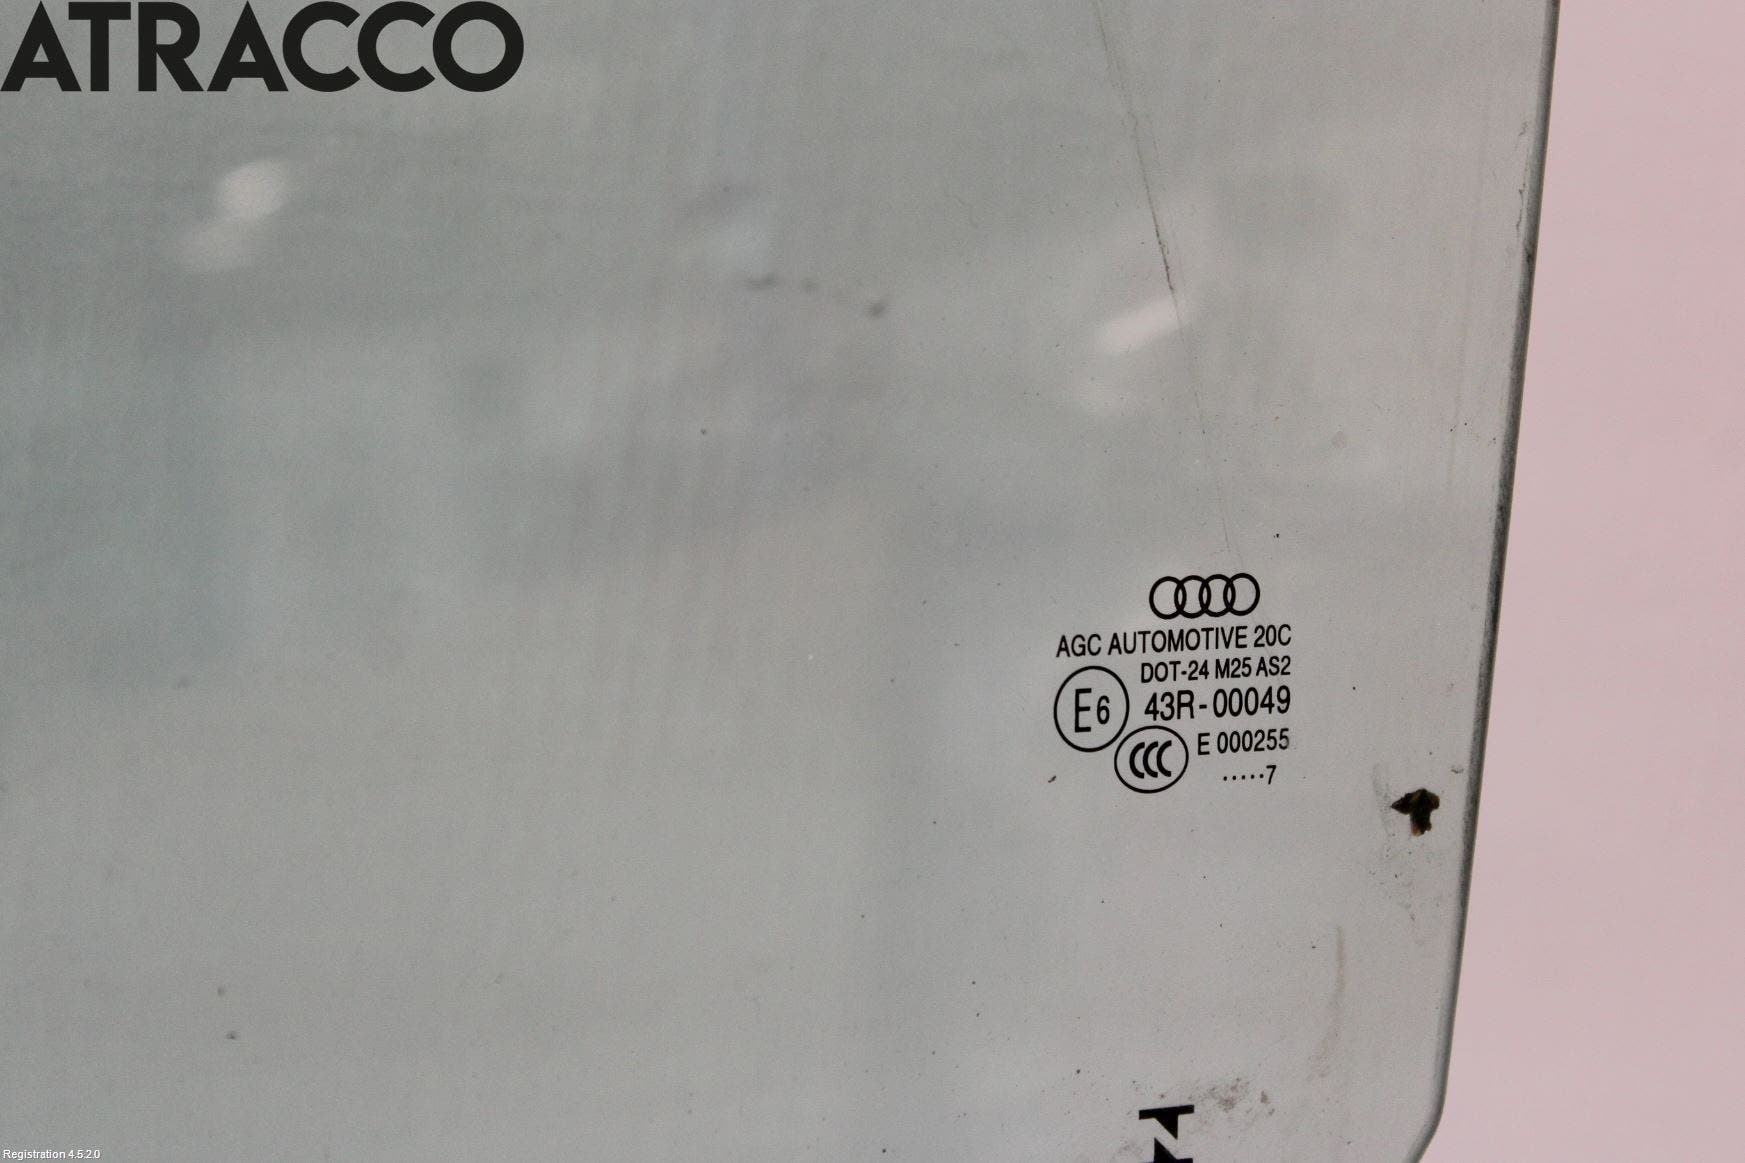 ATRACCO
AGC AUTOMOTIVE 20C
DOT-24 M25 AS2
E6 43R-00049
CCC E 000255
.....7
Registration 4.5.2.0